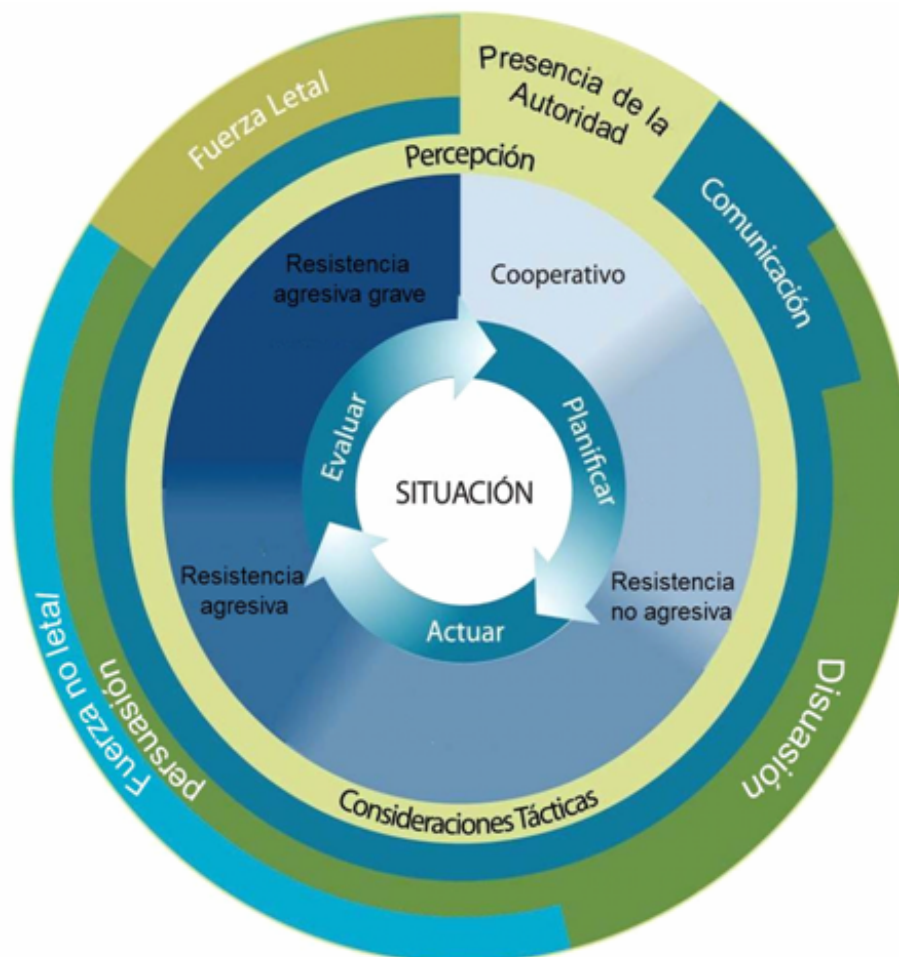 Fuerza Letal
Presencia de la
Autoridad
Comunicación
Percepción
Resistencia
agresiva grave
Cooperativo
Evaluar
Planificar
SITUACIÓN
Resistencia
agresiva
Resistencia
no agresiva
Actuar
Disuasión
persuasión
Fuerza no letal
Consideraciones Tácticas